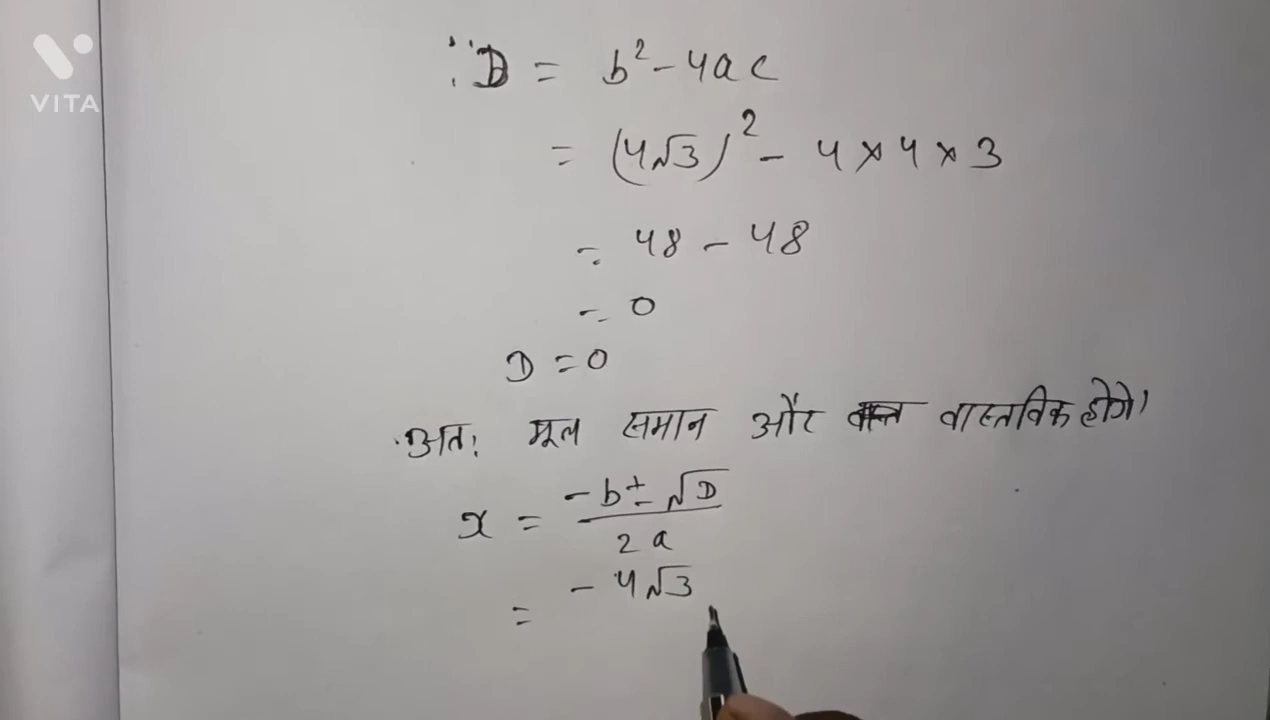 VITA
∵ D = b² - 4ac
= (4√3)² - 4 × 4 × 3
= 48 - 48
= 0
D = 0
अतः मूल समान और वास्तविक होंगे।
x = (-b ± √D) / 2a
= -4√3